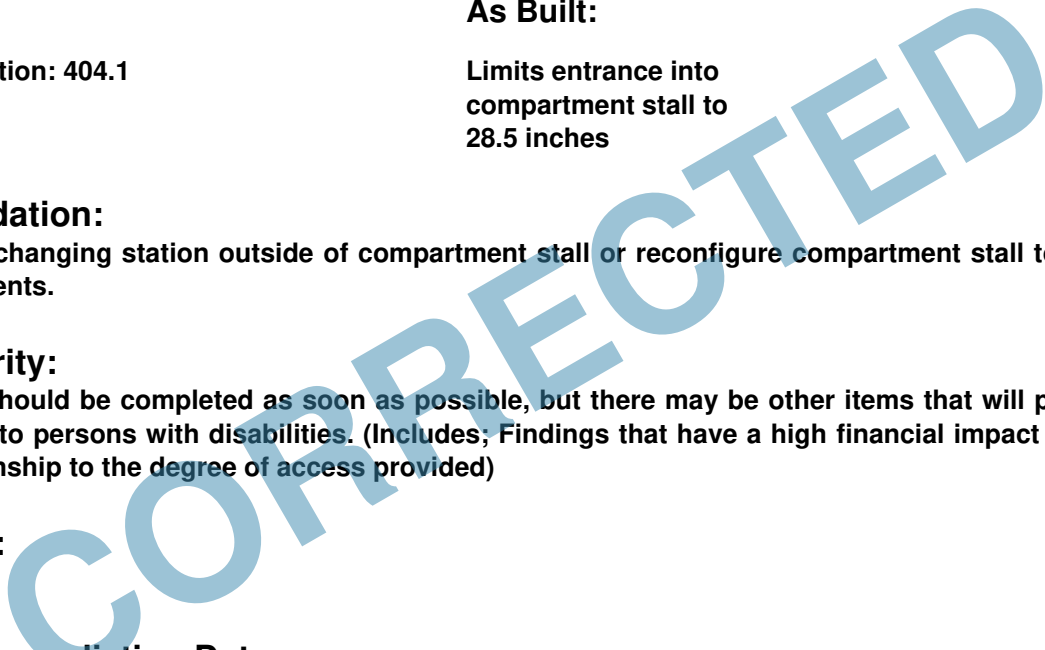 As Built:
tion: 404.1
Limits entrance into
compartment stall to
28.5 inches
dation:
changing station outside of compartment stall or reconfigure compartment stall t
ents.
rity:
hould be completed as soon as possible, but there may be other items that will p
to persons with disabilities. (Includes; Findings that have a high financial impact
nship to the degree of access provided)
:
CORRECTED